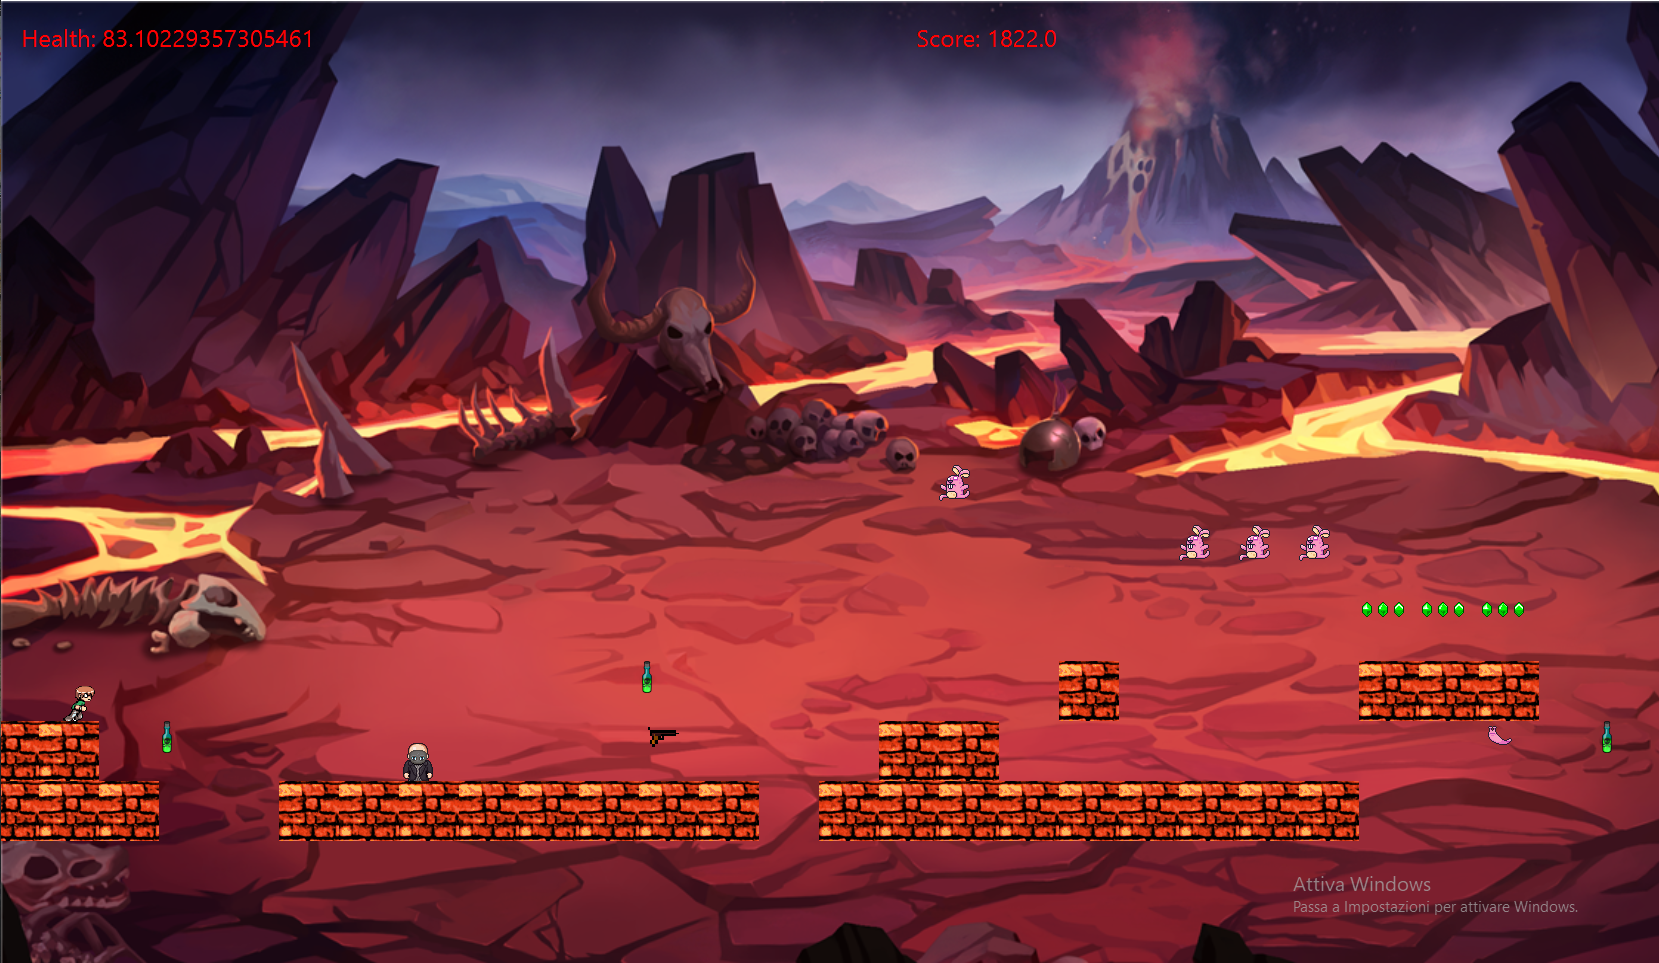 Health: 83.10229357305461
Score: 1822.0
Attiva Windows
Passa a Impostazioni per attivare Windows.